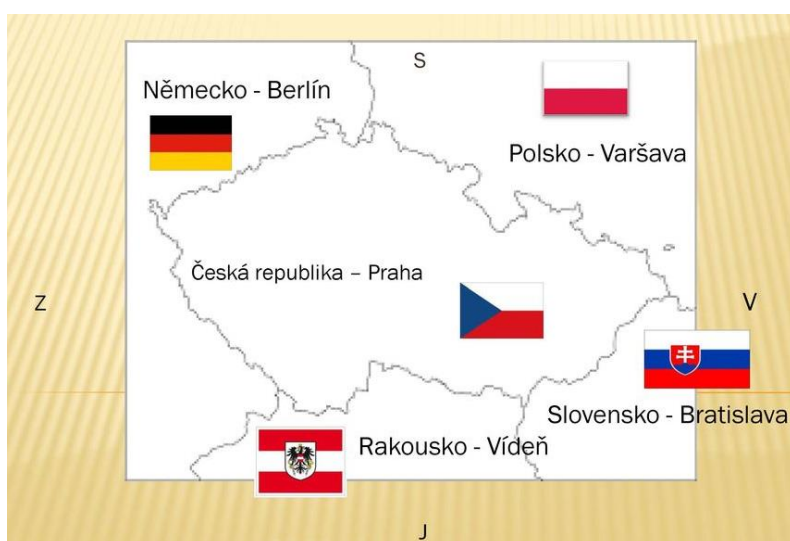 S
Německo - Berlín
Polsko - Varšava
Česká republika – Praha
Z
V
Slovensko - Bratislava
Rakousko - Vídeň
J